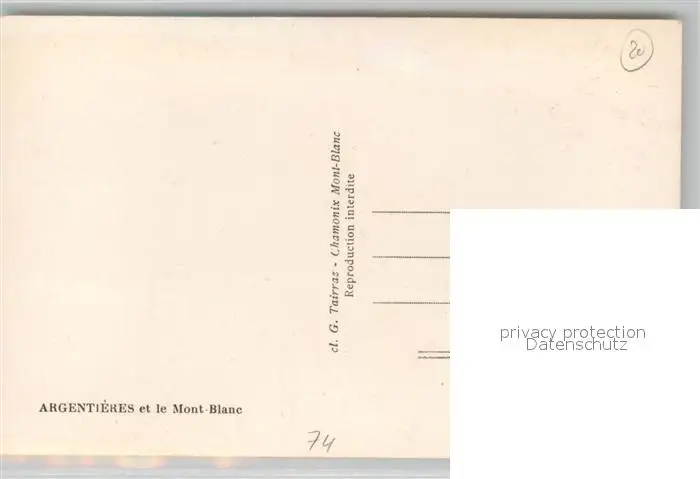 20
cl. G. Tairraz - Chamonix Mont-Blanc
Reproduction interdite
privacy protection
Datenschutz
ARGENTIÈRES et le Mont-Blanc
74